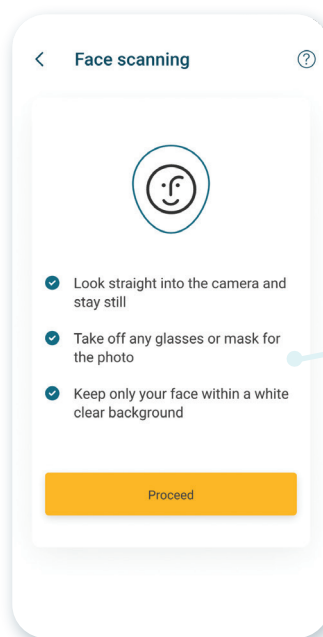 Face scanning
?
Look straight into the camera and
stay still
Take off any glasses or mask for
the photo
Keep only your face within a white
clear background
Proceed